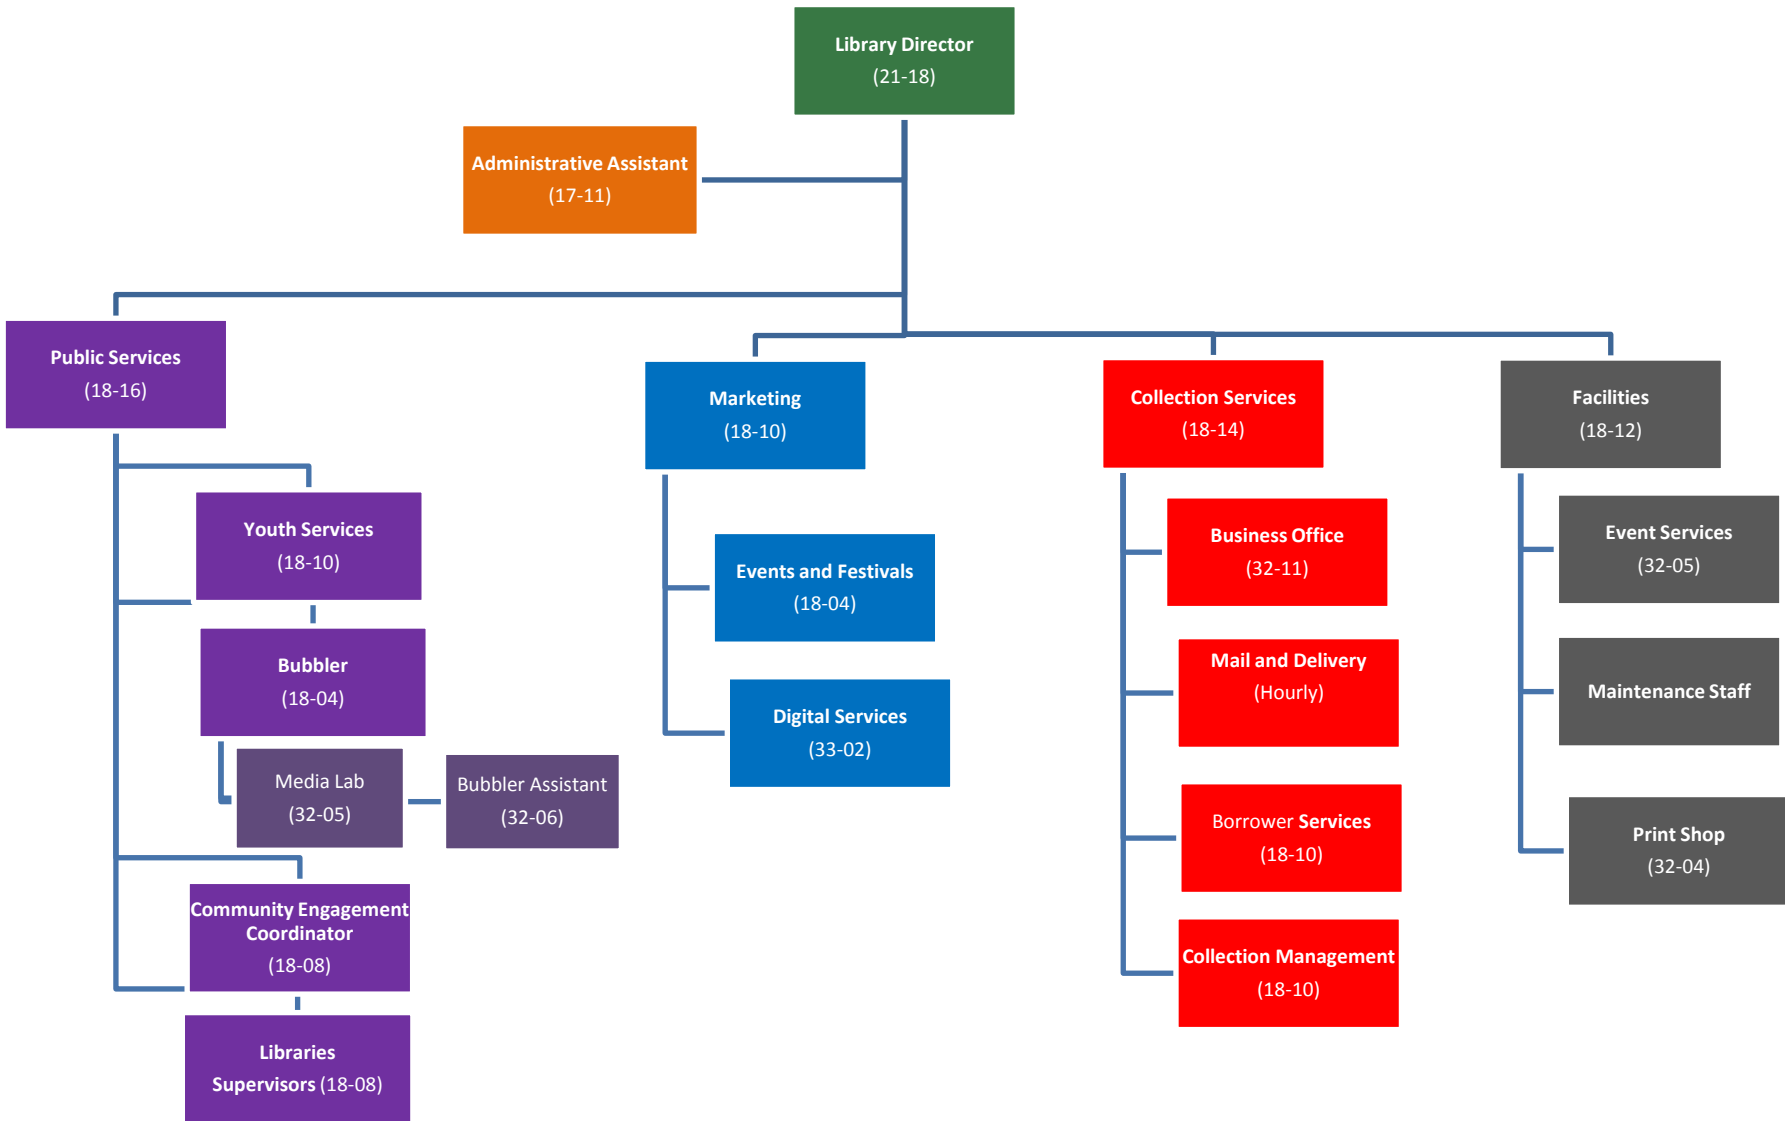 Library Director
(21-18)
Administrative Assistant
(17-11)
Public Services
(18-16)
Youth Services
(18-10)
Bubbler
(18-04)
Media Lab
(32-05)
Bubbler Assistant
(32-06)
Community Engagement
Coordinator
(18-08)
Libraries
Supervisors (18-08)
Marketing
(18-10)
Events and Festivals
(18-04)
Digital Services
(33-02)
Collection Services
(18-14)
Business Office
(32-11)
Mail and Delivery
(Hourly)
Borrower Services
(18-10)
Collection Management
(18-10)
Facilities
(18-12)
Event Services
(32-05)
Maintenance Staff
Print Shop
(32-04)